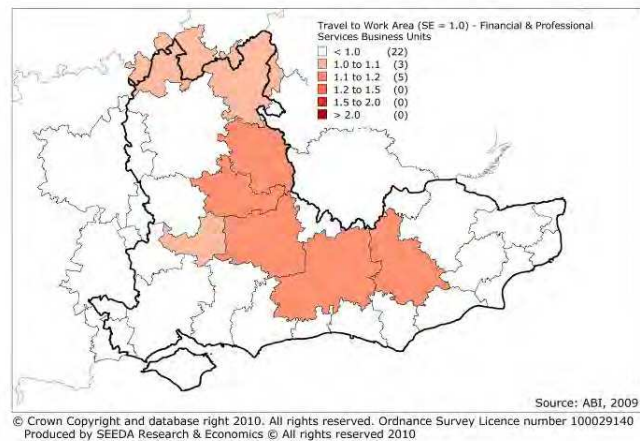 Travel to Work Area (SE = 1.0) - Financial & Professional
Services Business Units
< 1.0 (22)
1.0 to 1.1 (3)
1.1 to 1.2 (5)
1.2 to 1.5 (0)
1.5 to 2.0 (0)
> 2.0 (0)
Source: ABI, 2009
© Crown Copyright and database right 2010. All rights reserved. Ordnance Survey Licence number 100029140
Produced by SEEDA Research & Economics © All rights reserved 2010